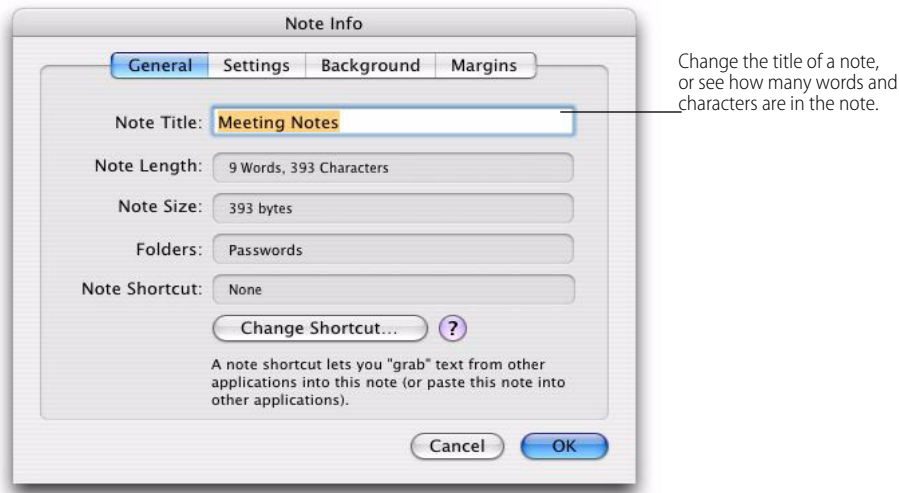 Note Info
General Settings Background Margins
Change the title of a note,
or see how many words and
characters are in the note.
Note Title: Meeting Notes
Note Length: 9 Words, 393 Characters
Note Size: 393 bytes
Folders: Passwords
Note Shortcut: None
Change Shortcut... ?
A note shortcut lets you "grab" text from other
applications into this note (or paste this note into
other applications).
Cancel OK